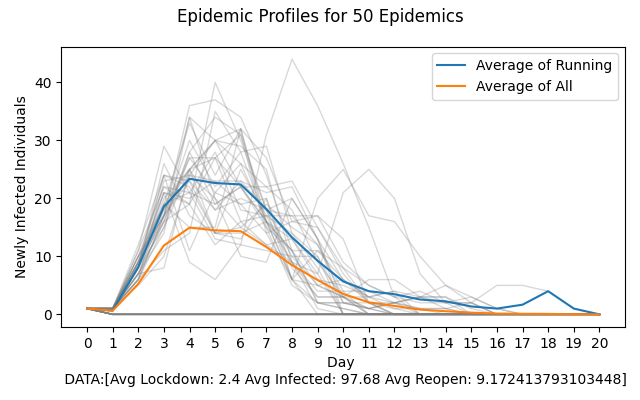 Epidemic Profiles for 50 Epidemics
Average of Running
Average of All
Newly Infected Individuals
40
30
20
10
0
0 1 2 3 4 5 6 7 8 9 10 11 12 13 14 15 16 17 18 19 20
Day
DATA:[Avg Lockdown: 2.4 Avg Infected: 97.68 Avg Reopen: 9.172413793103448]